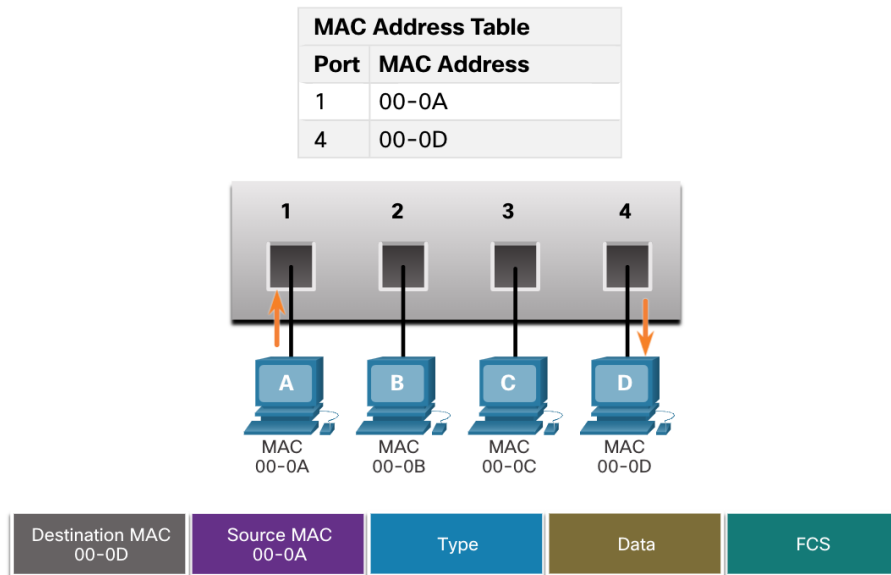 MAC Address Table
Port MAC Address
1 00-0A
4 00-0D
1 2 3 4
A B C D
MAC MAC MAC MAC
00-0A 00-0B 00-0C 00-0D
Destination MAC Source MAC Type Data FCS
00-0D 00-0A